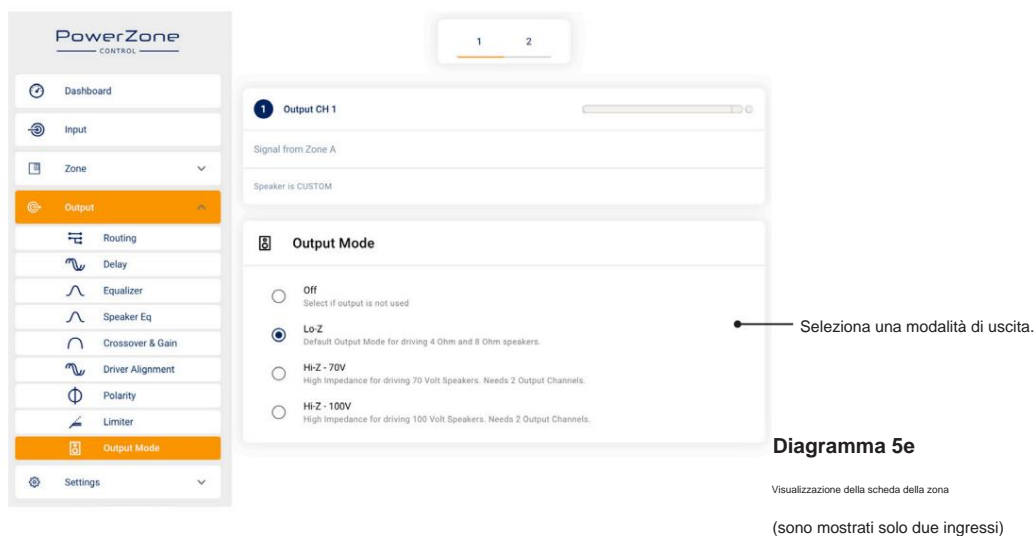 PowerZone
CONTROL
1 2
Dashboard
Input
Zone
Output
Routing
Delay
Equalizer
Speaker Eq
Crossover & Gain
Driver Alignment
Polarity
Limiter
Output Mode
Settings
1 Output CH 1
Signal from Zone A
Speaker is CUSTOM
Output Mode
Off
Select if output is not used
Lo-Z
Default Output Mode for driving 4 Ohm and 8 Ohm speakers.
Hi-Z - 70V
High Impedance for driving 70 Volt Speakers. Needs 2 Output Channels.
Hi-Z - 100V
High Impedance for driving 100 Volt Speakers. Needs 2 Output Channels.
Seleziona una modalità di uscita.
Diagramma 5e
Visualizzazione della scheda della zona
(sono mostrati solo due ingressi)